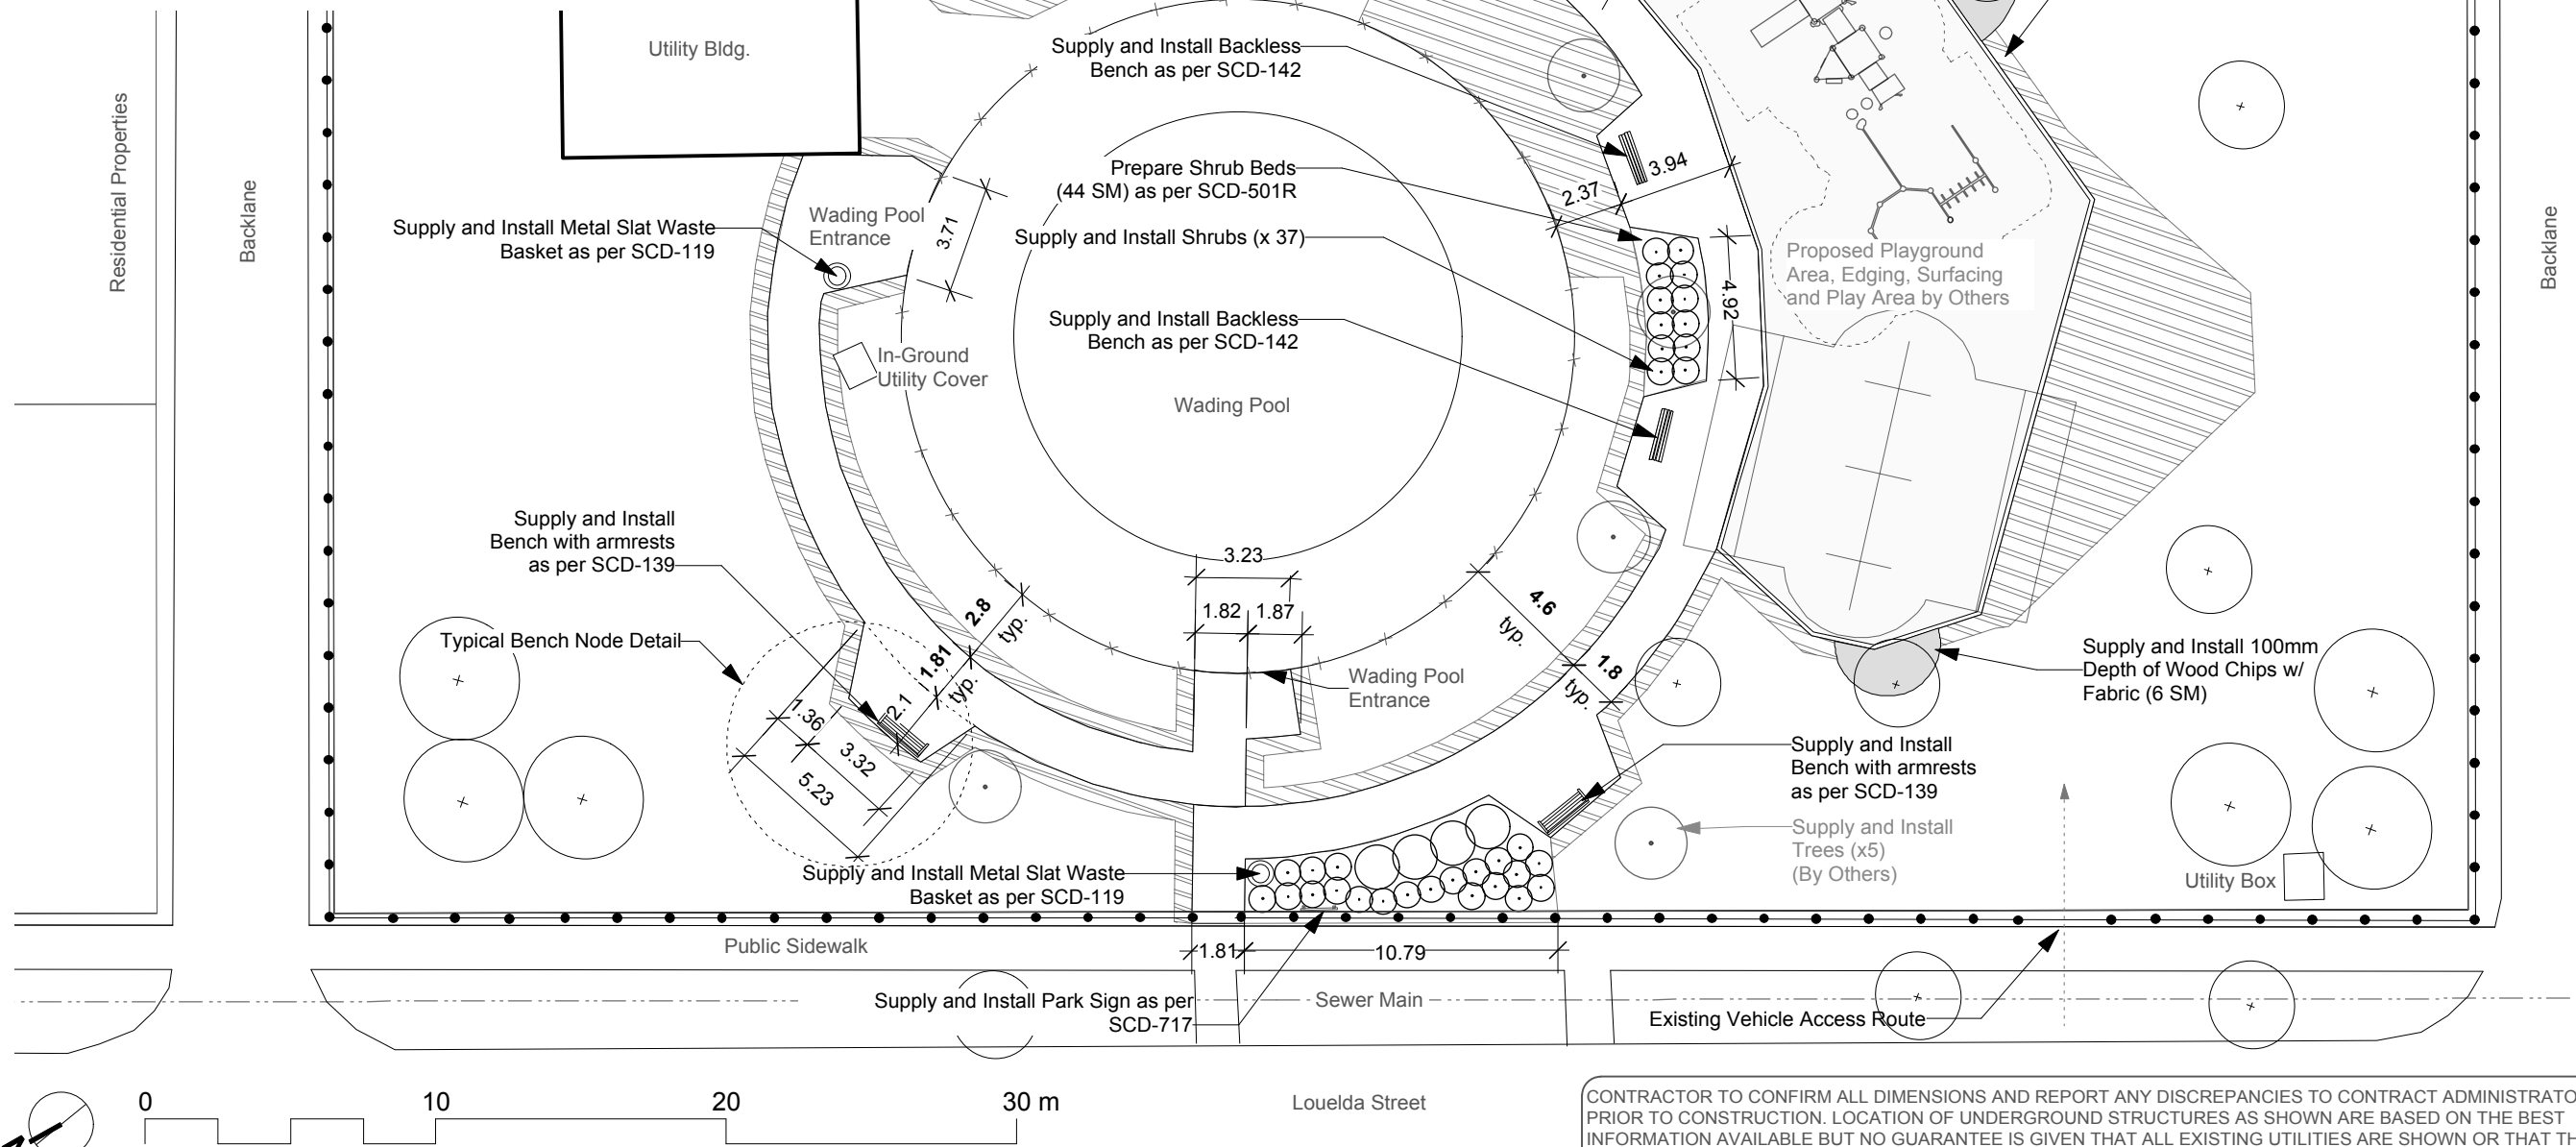 Utility Bldg.
Residential Properties
Backlane
Supply and Install Backless
Bench as per SCD-142
Prepare Shrub Beds
(44 SM) as per SCD-501R
Supply and Install Shrubs (x 37)
Supply and Install Backless
Bench as per SCD-142
Wading Pool
Supply and Install Metal Slat Waste
Basket as per SCD-119
Wading Pool
Entrance
3.71
In-Ground
Utility Cover
3.94
2.37
4.92
Proposed Playground
Area, Edging, Surfacing
and Play Area by Others
Backlane
Supply and Install
Bench with armrests
as per SCD-139
Typical Bench Node Detail
2.8
typ.
1.81
typ.
2.1
1.36
3.32
5.23
3.23
1.82
1.87
4.6
typ.
1.8
typ.
Wading Pool
Entrance
Supply and Install 100mm
Depth of Wood Chips w/
Fabric (6 SM)
Supply and Install
Bench with armrests
as per SCD-139
Supply and Install
Trees (x5)
(By Others)
Utility Box
Supply and Install Metal Slat Waste
Basket as per SCD-119
Public Sidewalk
1.81
10.79
Supply and Install Park Sign as per
SCD-717
Sewer Main
Existing Vehicle Access Route
0 10 20 30 m
Louelda Street
CONTRACTOR TO CONFIRM ALL DIMENSIONS AND REPORT ANY DISCREPANCIES TO CONTRACT ADMINISTRATO
PRIOR TO CONSTRUCTION. LOCATION OF UNDERGROUND STRUCTURES AS SHOWN ARE BASED ON THE BEST
INFORMATION AVAILABLE BUT NO GUARANTEE IS GIVEN THAT ALL EXISTING UTILITIES ARE SHOWN OR THAT